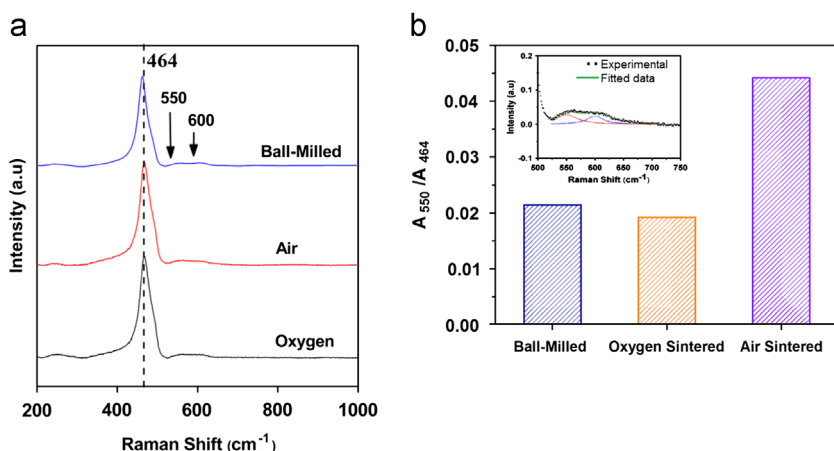 a
464
550
600
Ball-Milled
Air
Oxygen
Intensity (a.u)
200 400 600 800 1000
Raman Shift (cm⁻¹)
b
0.05
0.04
0.03
0.02
0.01
0.00
A 550 /A 464
Ball-Milled Oxygen Sintered Air Sintered
Experimental
Fitted data
Intensity (a.u)
0.2
0.1
0.0
-0.1
500 550 600 650 700 750
Raman Shift (cm⁻¹)